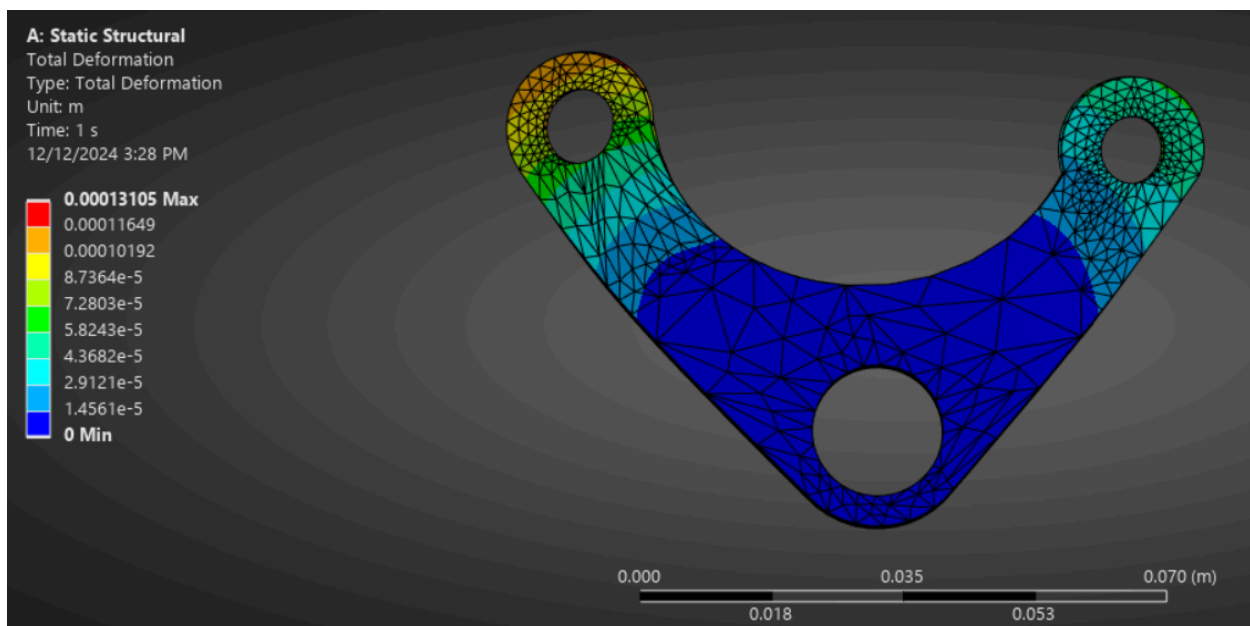 A: Static Structural
Total Deformation
Type: Total Deformation
Unit: m
Time: 1 s
12/12/2024 3:28 PM
0.00013105 Max
0.00011649
0.00010192
8.7364e-5
7.2803e-5
5.8243e-5
4.3682e-5
2.9121e-5
1.4561e-5
0 Min
0.000 0.035 0.070 (m)
0.018 0.053